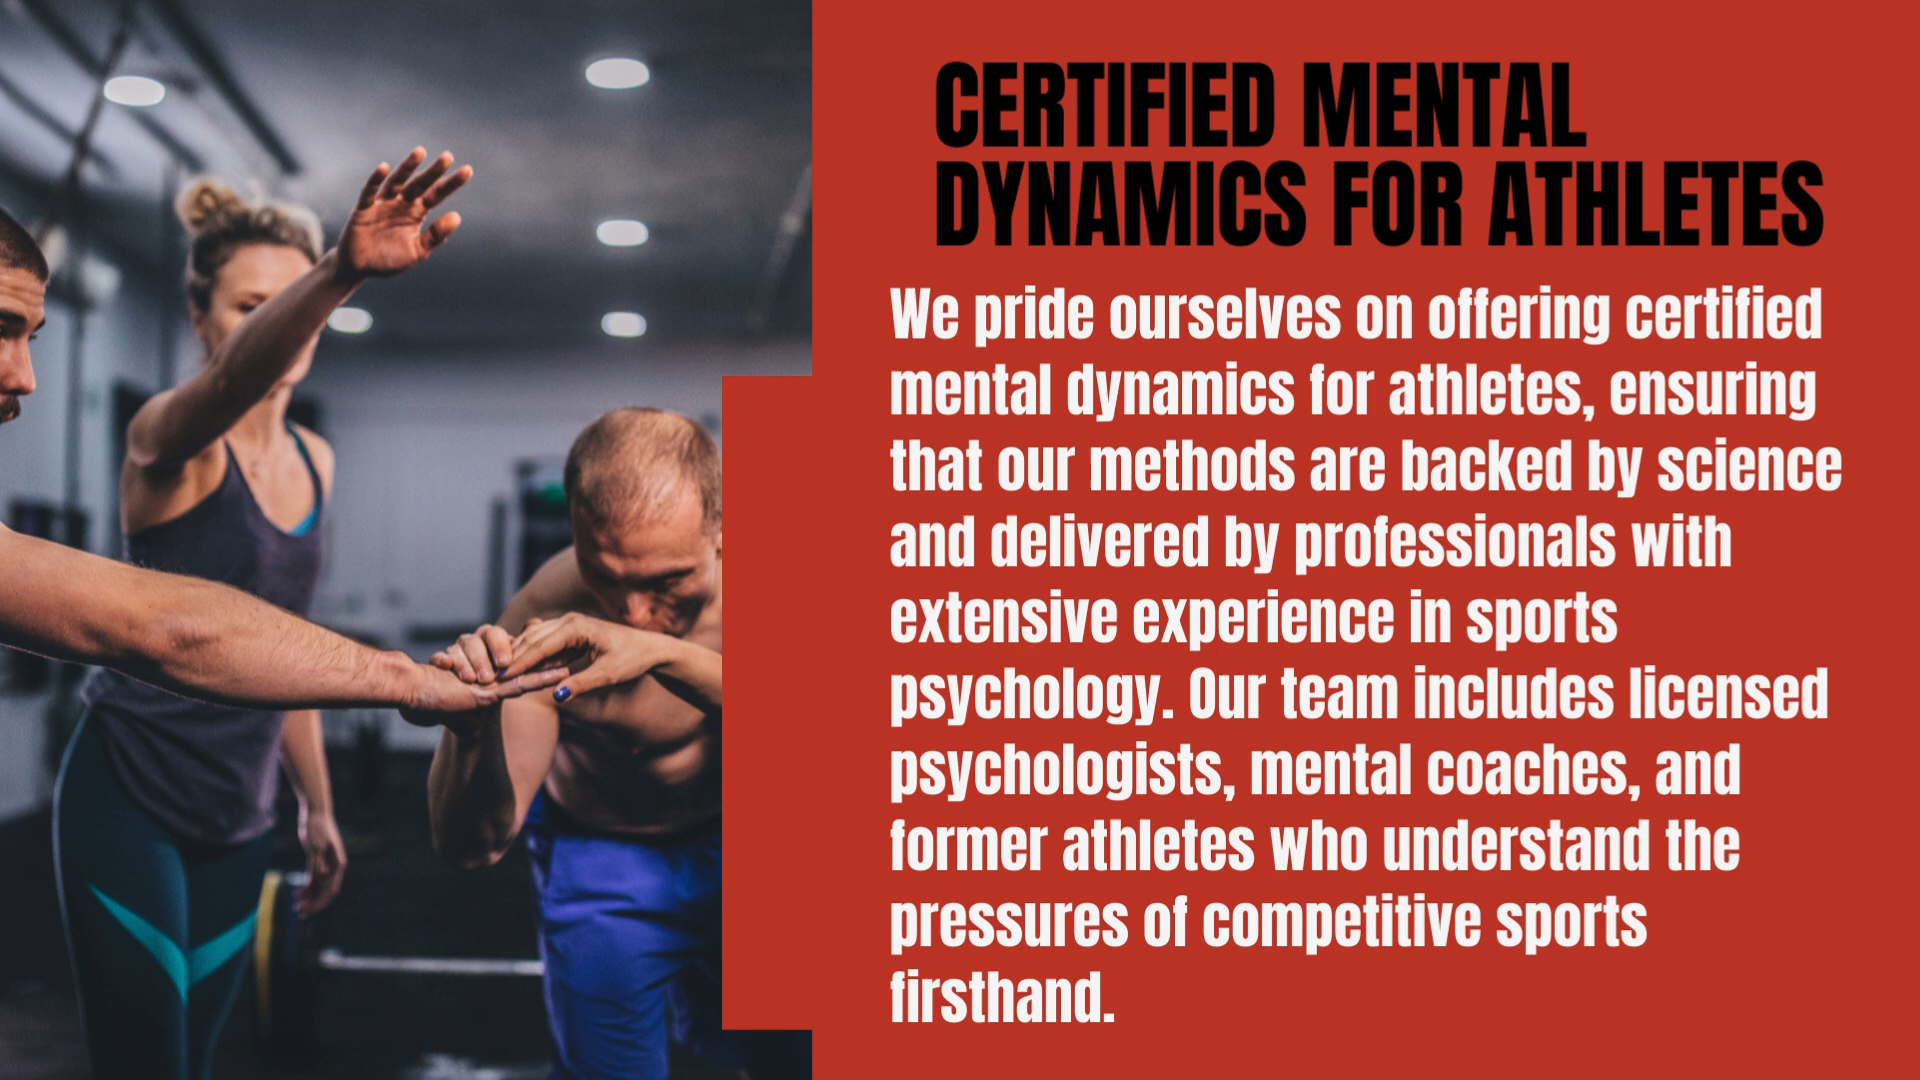 CERTIFIED MENTAL
DYNAMICS FOR ATHLETES
We pride ourselves on offering certified
mental dynamics for athletes, ensuring
that our methods are backed by science
and delivered by professionals with
extensive experience in sports
psychology. Our team includes licensed
psychologists, mental coaches, and
former athletes who understand the
pressures of competitive sports
firsthand.